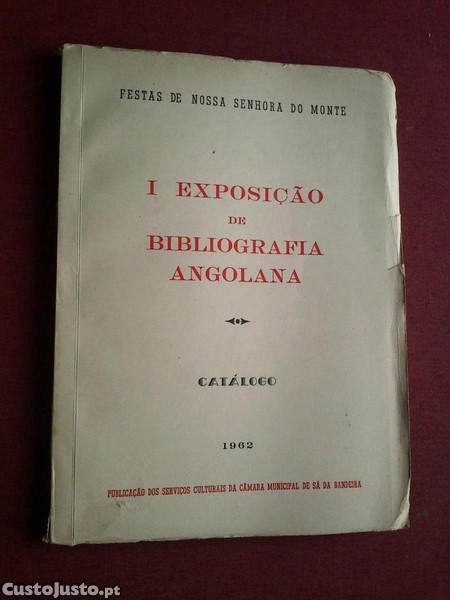 FESTAS DE NOSSA SENHORA DO MONTE
I EXPOSIÇÃO
DE
BIBLIOGRAFIA
ANGOLANA
CATÁLOGO
1962
PUBLICAÇÃO DOS SERVIÇOS CULTURAIS DA CÂMARA MUNICIPAL DE SÁ DA BANDEIRA
CustoJusto.pt